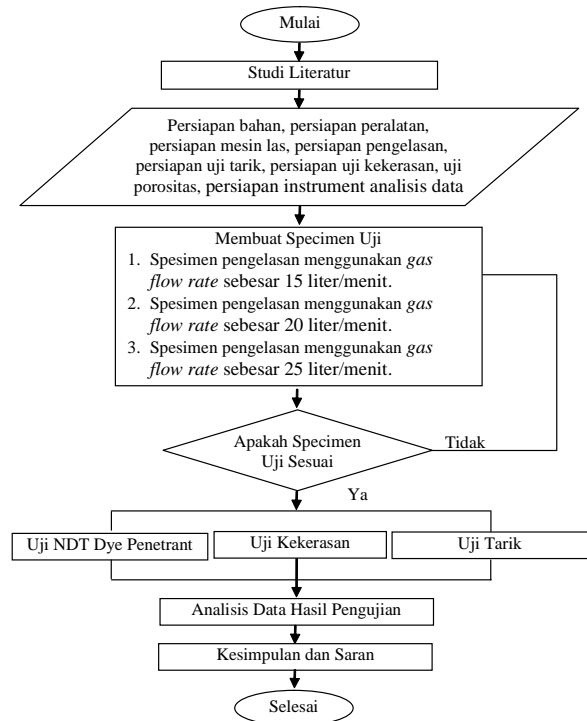 Mulai
Studi Literatur
Persiapan bahan, persiapan peralatan,
persiapan mesin las, persiapan pengelasan,
persiapan uji tarik, persiapan uji kekerasan, uji
porositas, persiapan instrument analisis data
Membuat Specimen Uji
1. Spesimen pengelasan menggunakan gas
flow rate sebesar 15 liter/menit.
2. Spesimen pengelasan menggunakan gas
flow rate sebesar 20 liter/menit.
3. Spesimen pengelasan menggunakan gas
flow rate sebesar 25 liter/menit.
Apakah Specimen
Uji Sesuai
Tidak
Ya
Uji NDT Dye Penetrant
Uji Kekerasan
Uji Tarik
Analisis Data Hasil Pengujian
Kesimpulan dan Saran
Selesai